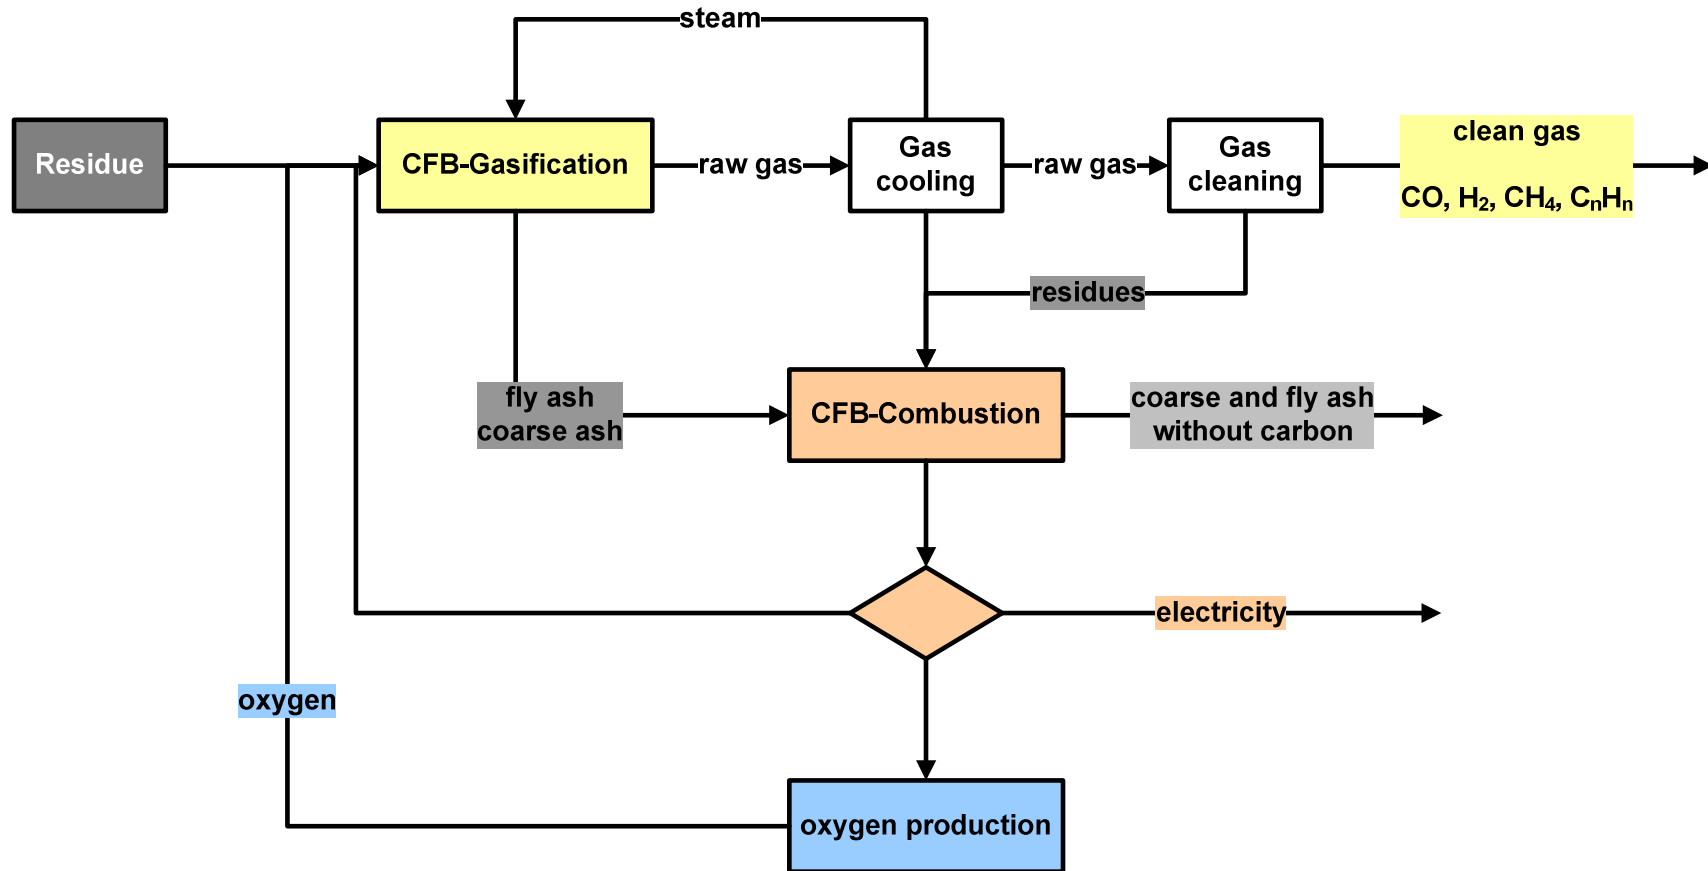 steam
Residue
CFB-Gasification
raw gas
Gas
cooling
raw gas
Gas
cleaning
clean gas
CO, H₂, CH₄, CₙHₙ
residues
fly ash
coarse ash
CFB-Combustion
coarse and fly ash
without carbon
electricity
oxygen
oxygen production